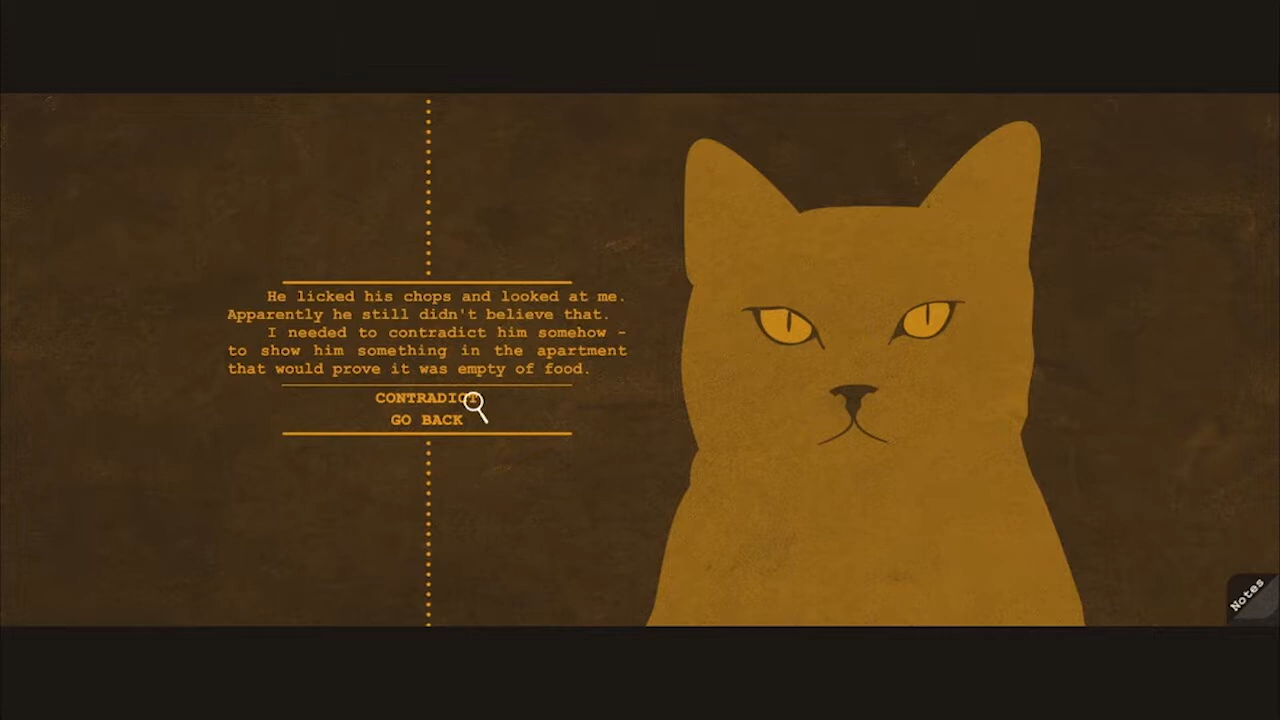 He licked his chops and looked at me.
Apparently he still didn't believe that.
I needed to contradict him somehow -
to show him something in the apartment
that would prove it was empty of food.
CONTRADICT
GO BACK
Notes